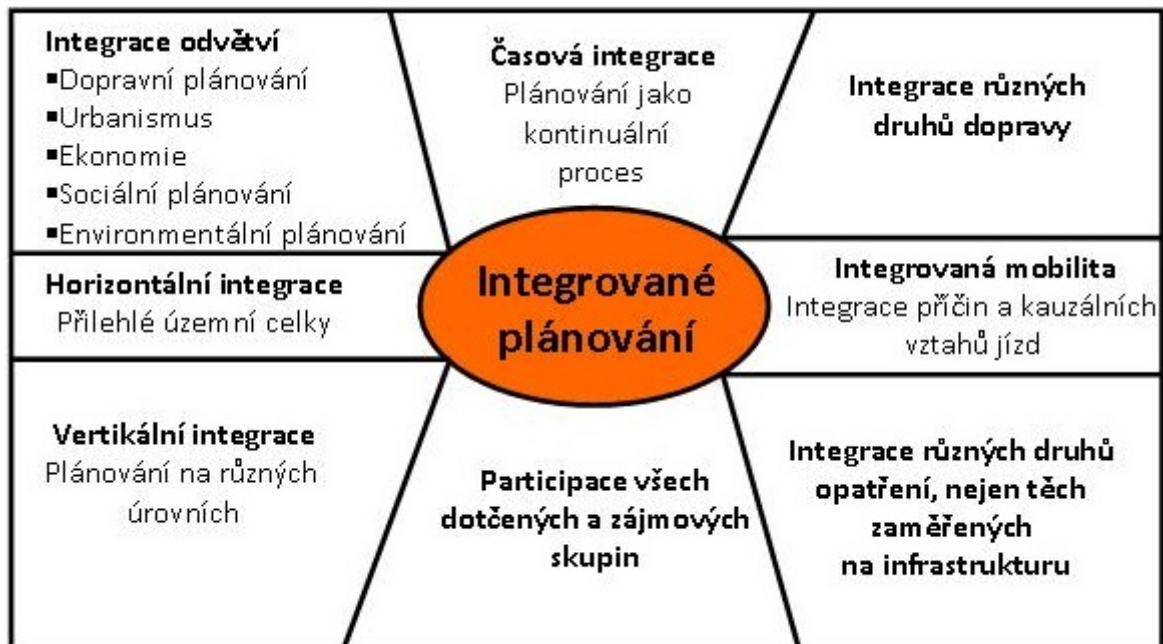 Integrace odvětví
▪Dopravní plánování
▪Urbanismus
▪Ekonomie
▪Sociální plánování
▪Environmentální plánování
Časová integrace
Plánování jako
kontinuální
proces
Integrace různých
druhů dopravy
Horizontální integrace
Přilehlé územní celky
Integrované
plánování
Integrovaná mobilita
Integrace příčin a kauzálních
vztahů jízd
Vertikální integrace
Plánování na různých
úrovních
Participace všech
dotčených a zájmových
skupin
Integrace různých druhů
opatření, nejen těch
zaměřených
na infrastrukturu